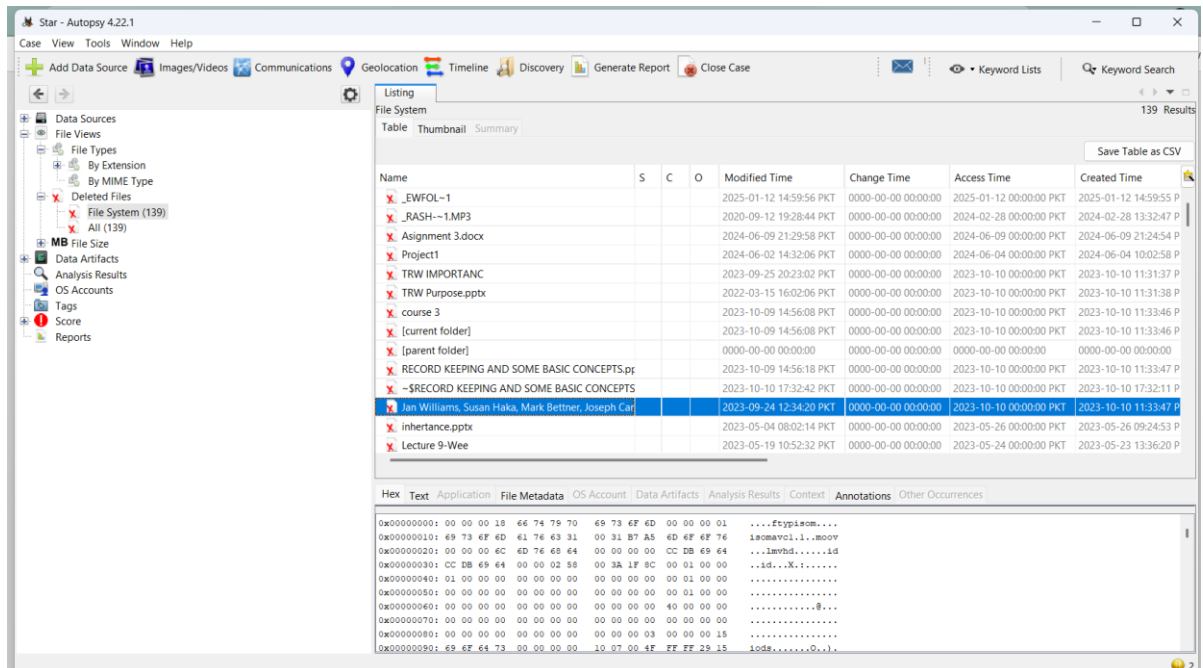 Star - Autopsy 4.22.1
Case View Tools Window Help
Add Data Source Images/Videos Communications Geolocation Timeline Discovery Generate Report Close Case Keyword Lists Keyword Search
Listing
File System 139 Results
Table Thumbnail Summary
Save Table as CSV
Data Sources
File Views
File Types
By Extension
By MIME Type
Deleted Files
File System (139)
All (139)
MB File Size
Data Artifacts
Analysis Results
OS Accounts
Tags
Score
Reports
Name S C O Modified Time Change Time Access Time Created Time
_EWFOL~1 2025-01-12 14:59:56 PKT 0000-00-00 00:00:00 2025-01-12 00:00:00 PKT 2025-01-12 14:59:55 P
_RASH-~1.MP3 2020-09-12 19:28:44 PKT 0000-00-00 00:00:00 2024-02-28 00:00:00 PKT 2024-02-28 13:32:47 P
Asignment 3.docx 2024-06-09 21:29:58 PKT 0000-00-00 00:00:00 2024-06-09 00:00:00 PKT 2024-06-09 21:24:54 P
Project1 2024-06-02 14:32:06 PKT 0000-00-00 00:00:00 2024-06-04 00:00:00 PKT 2024-06-04 10:02:58 P
TRW IMPORTANC 2023-09-25 20:23:02 PKT 0000-00-00 00:00:00 2023-10-10 00:00:00 PKT 2023-10-10 11:31:37 P
TRW Purpose.pptx 2022-03-15 16:02:06 PKT 0000-00-00 00:00:00 2023-10-10 00:00:00 PKT 2023-10-10 11:31:38 P
course 3 2023-10-09 14:56:08 PKT 0000-00-00 00:00:00 2023-10-10 00:00:00 PKT 2023-10-10 11:33:46 P
[current folder] 2023-10-09 14:56:08 PKT 0000-00-00 00:00:00 2023-10-10 00:00:00 PKT 2023-10-10 11:33:46 P
[parent folder] 0000-00-00 00:00:00 0000-00-00 00:00:00 0000-00-00 00:00:00 0000-00-00 00:00:00
RECORD KEEPING AND SOME BASIC CONCEPTS.pp 2023-10-09 14:56:18 PKT 0000-00-00 00:00:00 2023-10-10 00:00:00 PKT 2023-10-10 11:33:47 P
~$RECORD KEEPING AND SOME BASIC CONCEPTS 2023-10-10 17:32:42 PKT 0000-00-00 00:00:00 2023-10-10 00:00:00 PKT 2023-10-10 17:32:11 P
Jan Williams, Susan Haka, Mark Bettner, Joseph Car 2023-09-24 12:34:20 PKT 0000-00-00 00:00:00 2023-10-10 00:00:00 PKT 2023-10-10 11:33:47 P
inhertance.pptx 2023-05-04 08:02:14 PKT 0000-00-00 00:00:00 2023-05-26 00:00:00 PKT 2023-05-26 09:24:53 P
Lecture 9-Wee 2023-05-19 10:52:32 PKT 0000-00-00 00:00:00 2023-05-24 00:00:00 PKT 2023-05-23 13:36:20 P
Hex Text Application File Metadata OS Account Data Artifacts Analysis Results Context Annotations Other Occurrences
0x00000000: 00 00 00 18 66 74 79 70 69 73 6F 6D 00 00 00 01 ....ftypisom....
0x00000010: 69 73 6F 6D 61 76 63 31 00 31 B7 A5 6D 6F 6F 76 isomavc1.1..moov
0x00000020: 00 00 00 6C 6D 76 68 64 00 00 00 00 CC DB 69 64 ...lmvhd......id
0x00000030: CC DB 69 64 00 00 02 58 00 3A 1F 8C 00 01 00 00 ..id...X.:......
0x00000040: 01 00 00 00 00 00 00 00 00 00 00 00 00 01 00 00 ................
0x00000050: 00 00 00 00 00 00 00 00 00 00 00 00 00 01 00 00 ................
0x00000060: 00 00 00 00 00 00 00 00 00 00 00 00 40 00 00 00 ............@...
0x00000070: 00 00 00 00 00 00 00 00 00 00 00 00 00 00 00 00 ................
0x00000080: 00 00 00 00 00 00 00 00 00 00 00 03 00 00 00 15 ................
0x00000090: 69 6F 64 73 00 00 00 00 10 07 00 4F FF FF 29 15 iods.......O..).
2